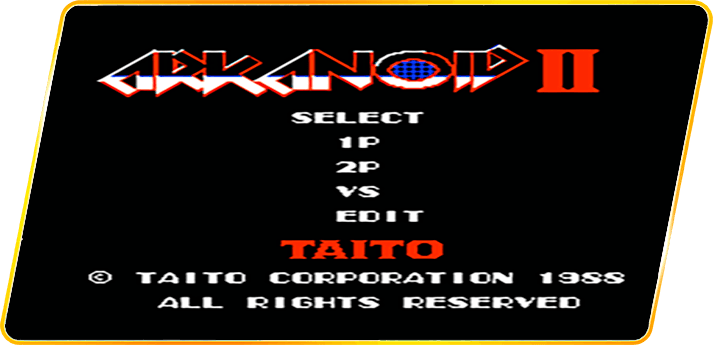 ARKANOID II
SELECT
1P
2P
VS
EDIT
TAITO
© TAITO CORPORATION 1988
ALL RIGHTS RESERVED